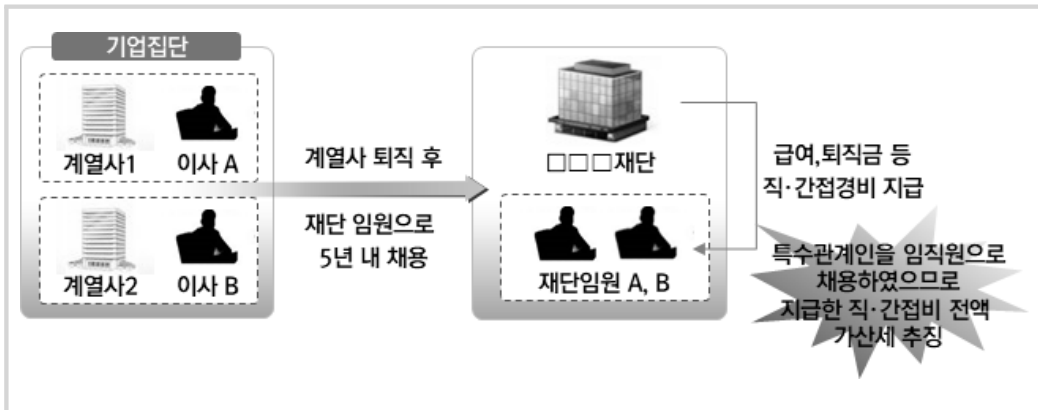 기업집단
계열사1
이사 A
계열사2
이사 B
계열사 퇴직 후
재단 임원으로
5년 내 채용
□□□재단
재단임원 A, B
급여,퇴직금 등
직·간접경비 지급
특수관계인을 임직원으로
채용하였으므로
지급한 직·간접비 전액
가산세 추징